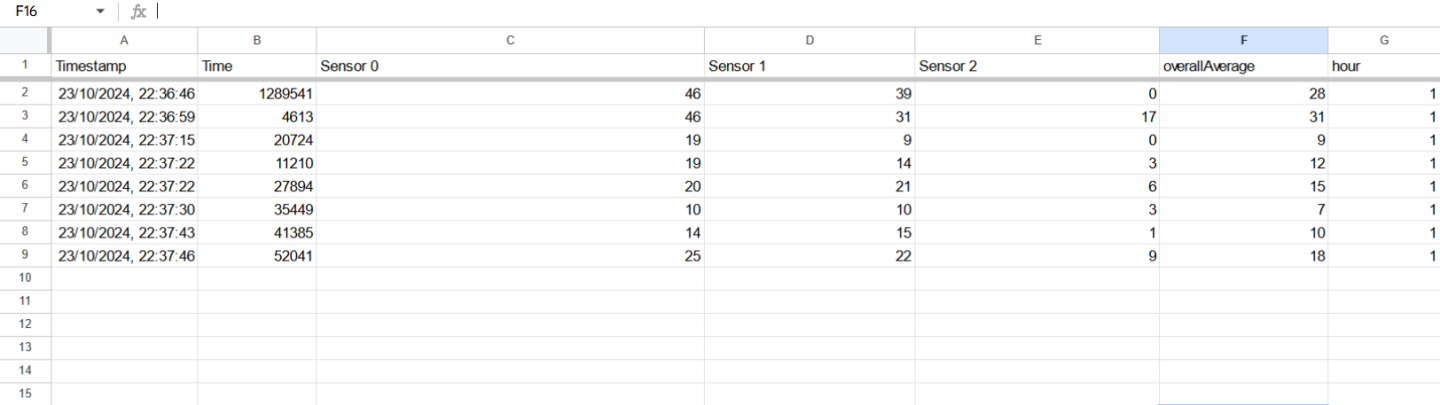 F16 fx
A B C D E F G
1 Timestamp Time Sensor 0 Sensor 1 Sensor 2 overallAverage hour
2 23/10/2024, 22:36:46 1289541 46 39 0 28 1
3 23/10/2024, 22:36:59 4613 46 31 17 31 1
4 23/10/2024, 22:37:15 20724 19 9 0 9 1
5 23/10/2024, 22:37:22 11210 19 14 3 12 1
6 23/10/2024, 22:37:22 27894 20 21 6 15 1
7 23/10/2024, 22:37:30 35449 10 10 3 7 1
8 23/10/2024, 22:37:43 41385 14 15 1 10 1
9 23/10/2024, 22:37:46 52041 25 22 9 18 1
10
11
12
13
14
15